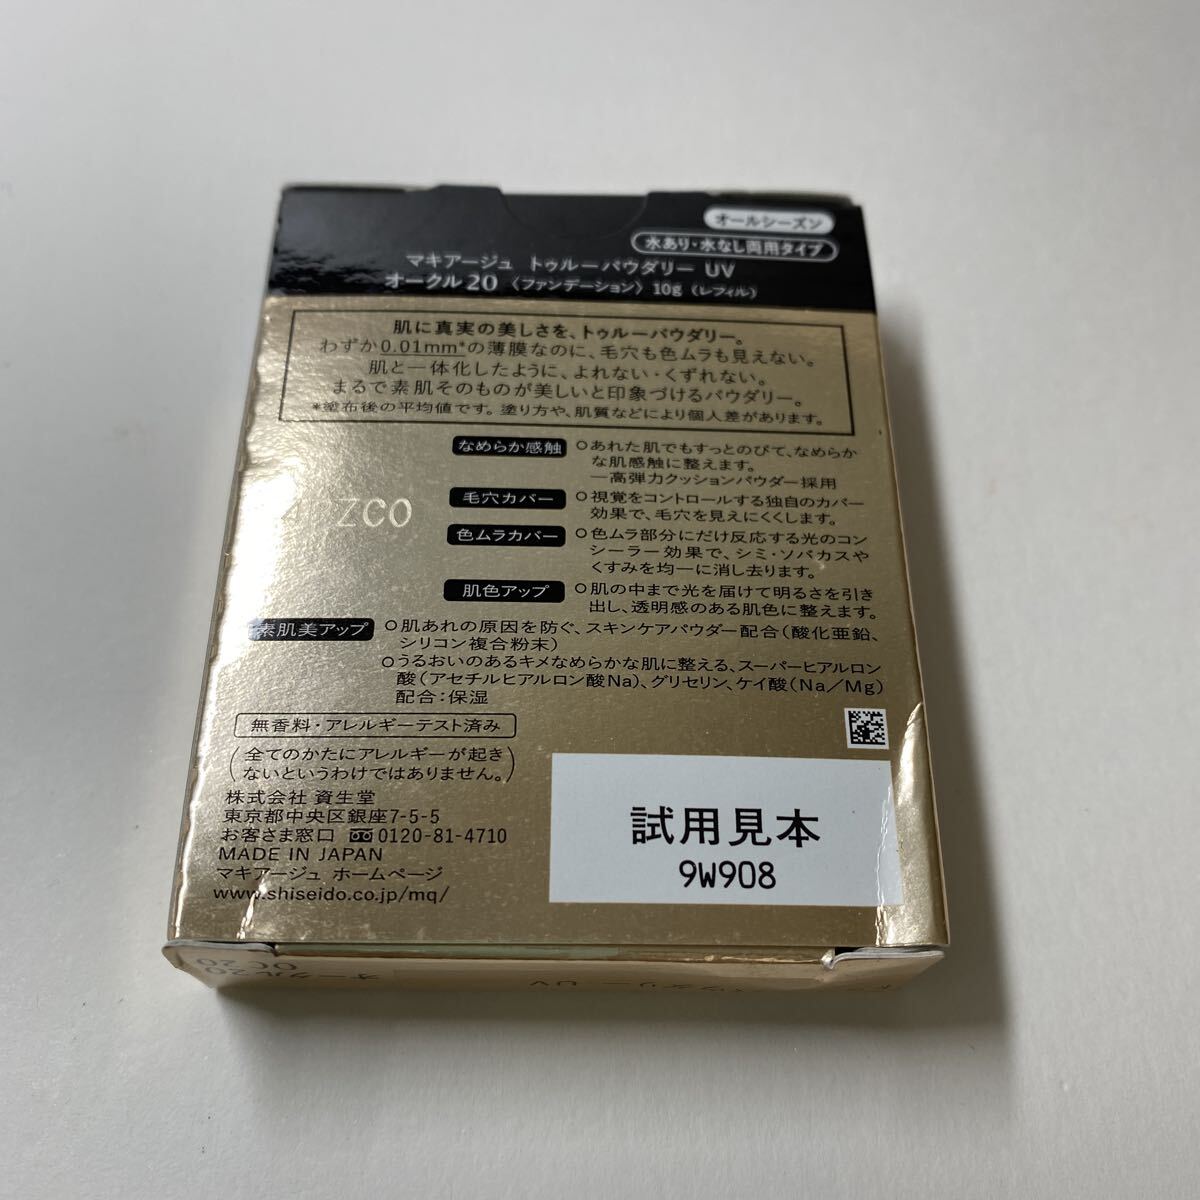 オールシーズン
水あり・水なし両用タイプ
マキアージュ トゥルーパウダリー UV
オークル20 〈ファンデーション〉 10g 〈レフィル〉
肌に真実の美しさを、トゥルーパウダリー。
わずか0.01mm*の薄膜なのに、毛穴も色ムラも見えない。
肌と一体化したように、よれない・くずれない。
まるで素肌そのものが美しいと印象づけるパウダリー。
*塗布後の平均値です。塗り方や、肌質などにより個人差があります。
なめらか感触
○あれた肌でもすっとのびて、なめらか
な肌感触に整えます。
―高弾力クッションパウダー採用
毛穴カバー
○視覚をコントロールする独自のカバー
効果で、毛穴を見えにくくします。
色ムラカバー
○色ムラ部分にだけ反応する光のコン
シーラー効果で、シミ・ソバカスや
くすみを均一に消し去ります。
肌色アップ
○肌の中まで光を届けて明るさを引き
出し、透明感のある肌色に整えます。
素肌美アップ
○肌あれの原因を防ぐ、スキンケアパウダー配合(酸化亜鉛、
シリコン複合粉末)
○うるおいのあるキメなめらかな肌に整える、スーパーヒアルロン
酸(アセチルヒアルロン酸Na)、グリセリン、ケイ酸(Na/Mg)
配合:保湿
ZCO
無香料・アレルギーテスト済み
(全てのかたにアレルギーが起き
ないというわけではありません。)
株式会社 資生堂
東京都中央区銀座7-5-5
お客さま窓口 0120-81-4710
MADE IN JAPAN
マキアージュ ホームページ
www.shiseido.co.jp/mq/
試用見本
9W908
オークル20
OC20
パウダリー UV